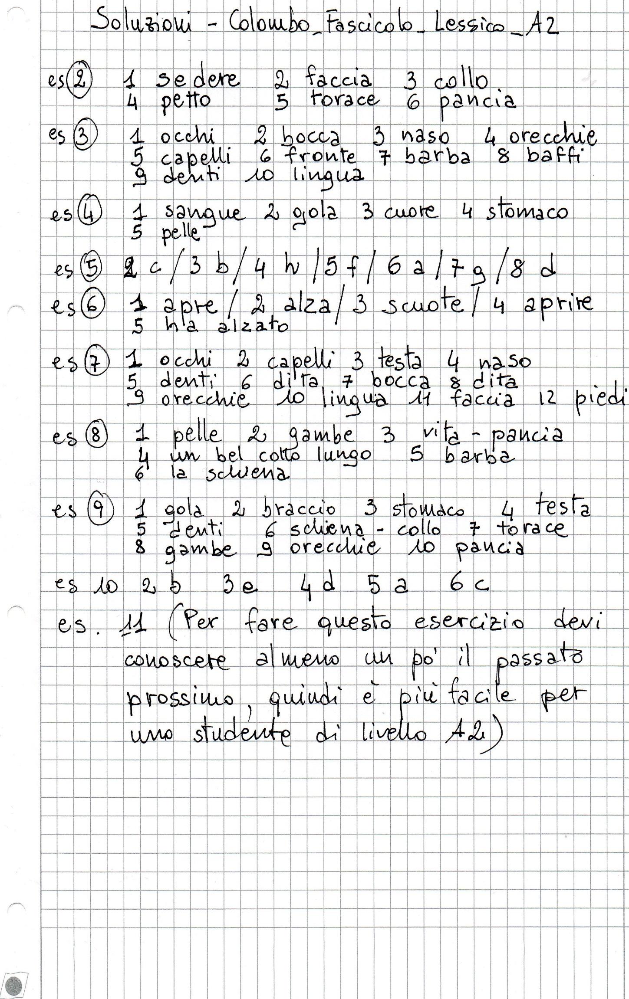 Soluzioni - Colombo_Fascicolo_Lessico_A2
es 2 1 sedere 2 faccia 3 collo
4 petto 5 torace 6 pancia
es 3 1 occhi 2 bocca 3 naso 4 orecchie
5 capelli 6 fronte 7 barba 8 baffi
9 denti 10 lingua
es 4 1 sangue 2 gola 3 cuore 4 stomaco
5 pelle
es 5 2 c / 3 b / 4 h / 5 f / 6 a / 7 g / 8 d
es 6 1 apre / 2 alza / 3 scuote / 4 aprire
5 ha alzato
es 7 1 occhi 2 capelli 3 testa 4 naso
5 denti 6 dita 7 bocca 8 dita
9 orecchie 10 lingua 11 faccia 12 piedi
es 8 1 pelle 2 gambe 3 vita - pancia
4 un bel collo lungo 5 barba
6 la schiena
es 9 1 gola 2 braccio 3 stomaco 4 testa
5 denti 6 schiena - collo 7 torace
8 gambe 9 orecchie 10 pancia
es 10 2 b 3 e 4 d 5 a 6 c
es. 11 (Per fare questo esercizio devi
conoscere almeno un po' il passato
prossimo, quindi è più facile per
uno studente di livello A2)